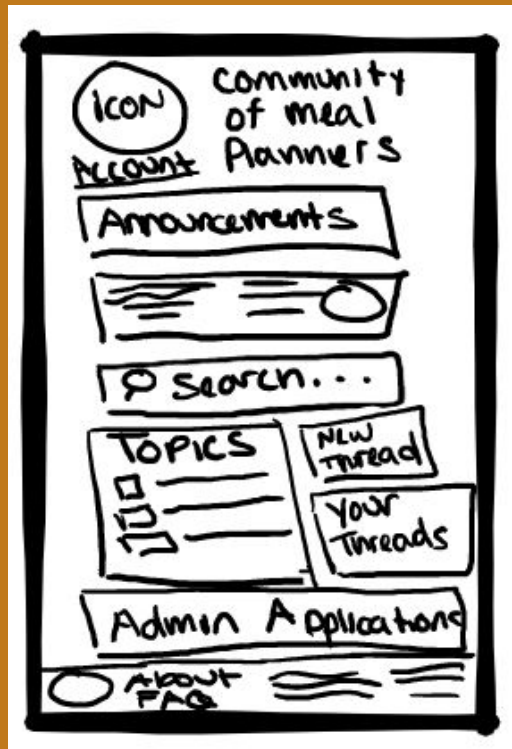 ICON
Community
of meal
Planners
Account
Announcements
Search...
TOPICS
NEW
Thread
Your
Threads
Admin Applications
About
FAQ